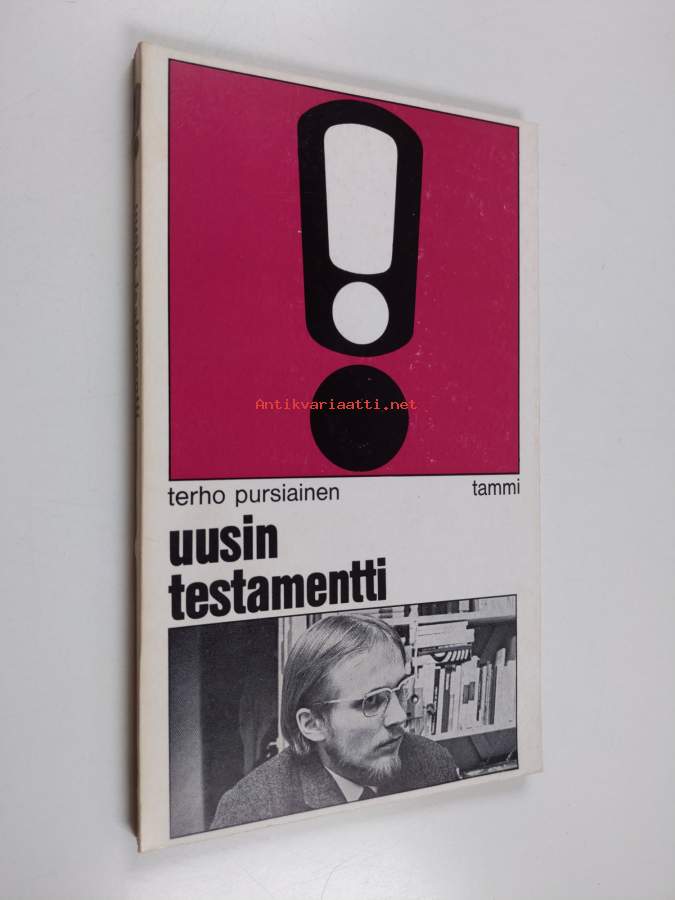 Antikvariaatti.net
terho pursiainen tammi
uusin
testamentti